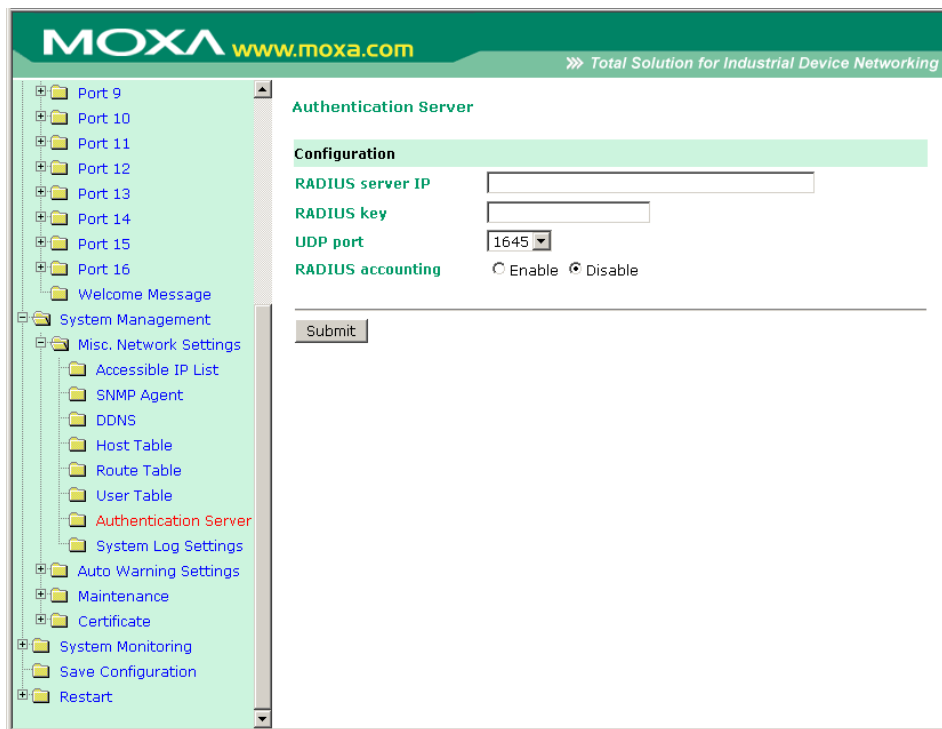 MOXA www.moxa.com
Total Solution for Industrial Device Networking
Port 9
Port 10
Port 11
Port 12
Port 13
Port 14
Port 15
Port 16
Welcome Message
System Management
Misc. Network Settings
Accessible IP List
SNMP Agent
DDNS
Host Table
Route Table
User Table
Authentication Server
System Log Settings
Auto Warning Settings
Maintenance
Certificate
System Monitoring
Save Configuration
Restart
Authentication Server
Configuration
RADIUS server IP
RADIUS key
UDP port 1645
RADIUS accounting Enable Disable
Submit